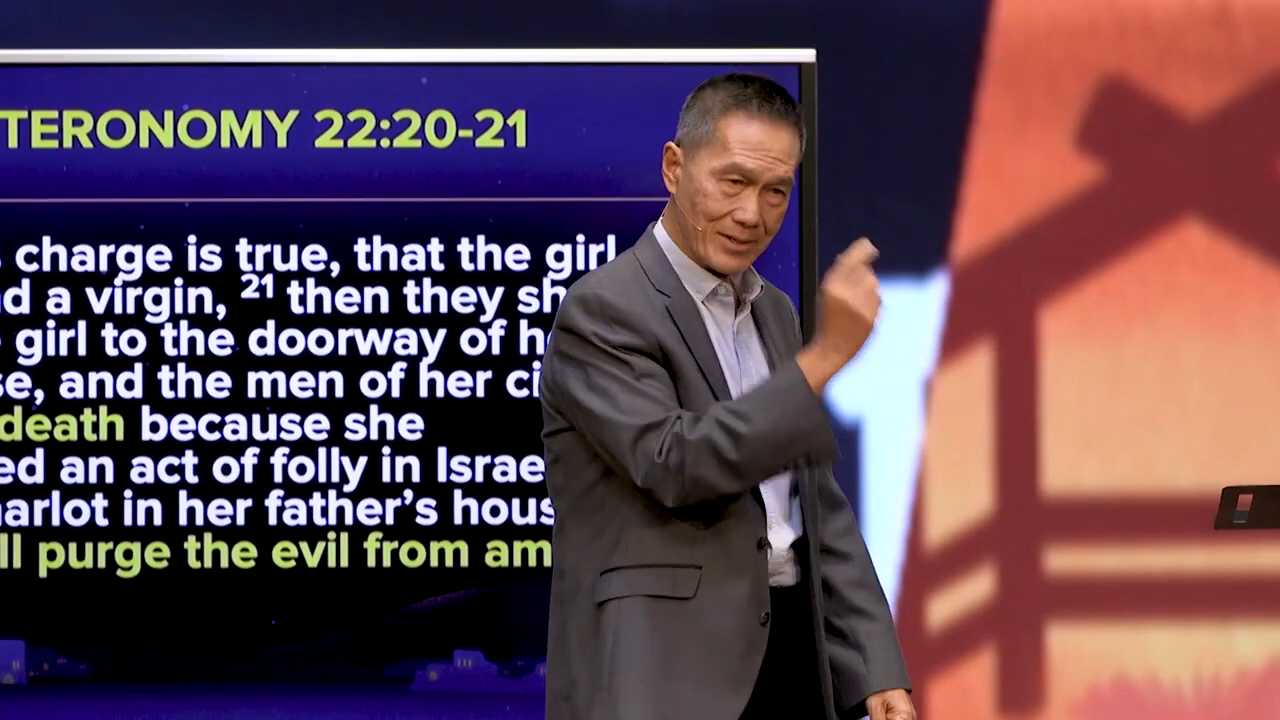 TERONOMY 22:20-21
charge is true, that the girl
d a virgin, 21 then they sh
girl to the doorway of h
se, and the men of her ci
death because she
ed an act of folly in Israe
arlot in her father’s hous
ll purge the evil from am
1